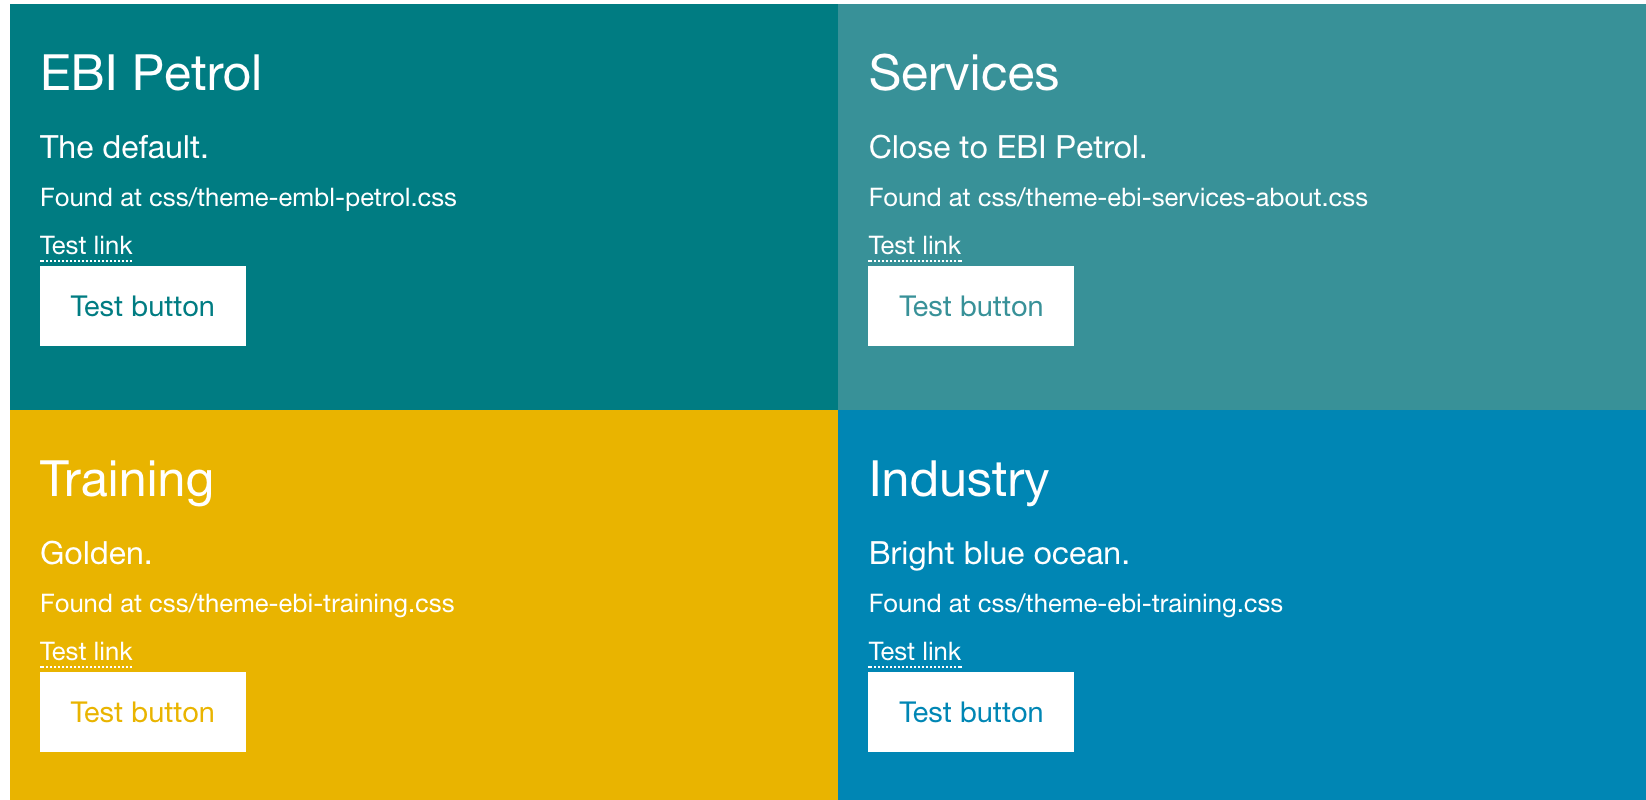 EBI Petrol
The default.
Found at css/theme-embl-petrol.css
Test link
Test button
Services
Close to EBI Petrol.
Found at css/theme-ebi-services-about.css
Test link
Test button
Training
Golden.
Found at css/theme-ebi-training.css
Test link
Test button
Industry
Bright blue ocean.
Found at css/theme-ebi-training.css
Test link
Test button